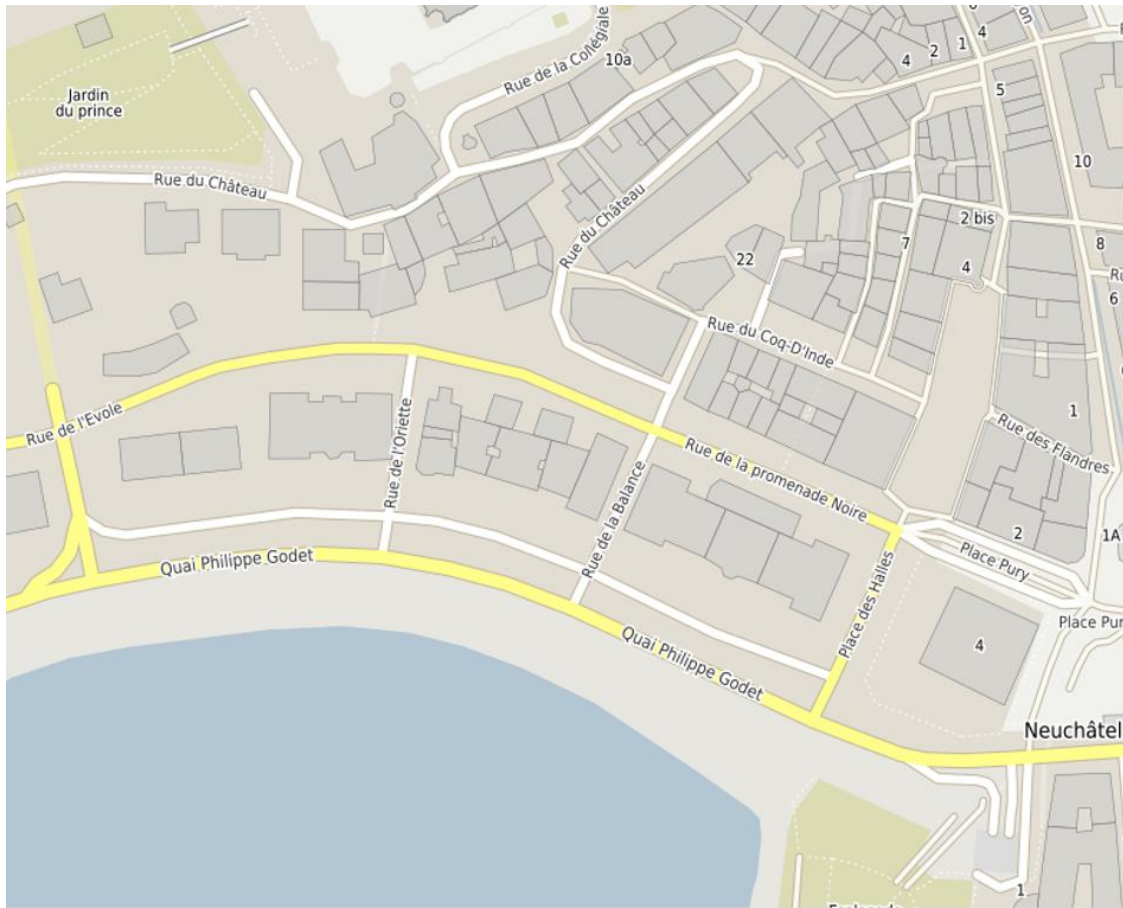 4
2
1
Rue de la Collégiale
10a
5
Jardin
du prince
10
Rue du Château
Rue du Château
2 bis
7
22
4
8
6
Rue du Coq-D'Inde
1
Rue de l'Evole
Rue des Flandres
Rue de l'Oriette
Rue de la promenade Noire
Rue de la Balance
2
1A
Place Pury
Quai Philippe Godet
Place des Halles
Place Pur
4
Quai Philippe Godet
Neuchâtel
1